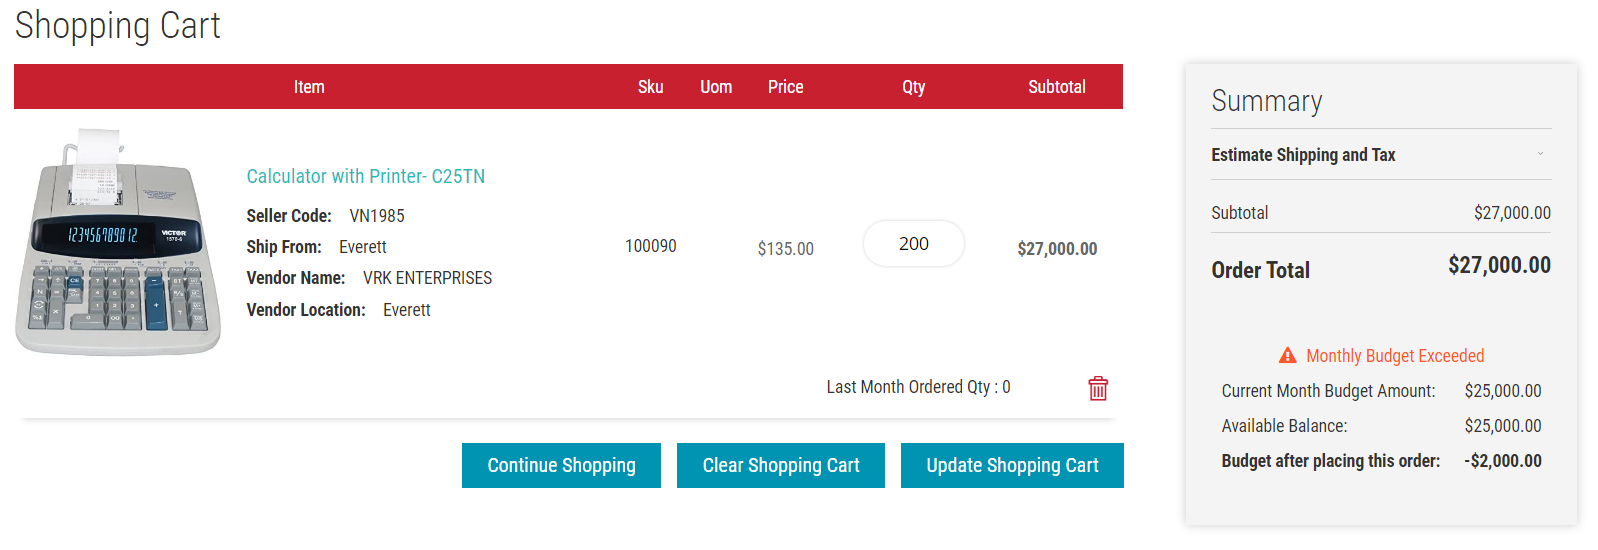 Shopping Cart
Item Sku Uom Price Qty Subtotal
123456789012.
VICTOR
1570-6
Calculator with Printer- C25TN
Seller Code: VN1985
Ship From: Everett
Vendor Name: VRK ENTERPRISES
Vendor Location: Everett
100090 $135.00 200 $27,000.00
Last Month Ordered Qty : 0
Continue Shopping Clear Shopping Cart Update Shopping Cart
Summary
Estimate Shipping and Tax
Subtotal $27,000.00
Order Total $27,000.00
Monthly Budget Exceeded
Current Month Budget Amount: $25,000.00
Available Balance: $25,000.00
Budget after placing this order: -$2,000.00